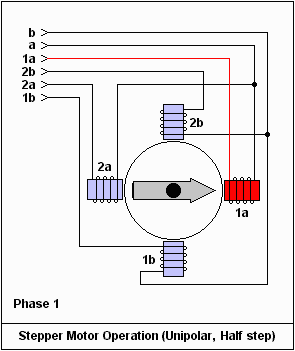 b
a
1a
2b
2a
1b
2b
2a
1a
1b
Phase 1
Stepper Motor Operation (Unipolar, Half step)